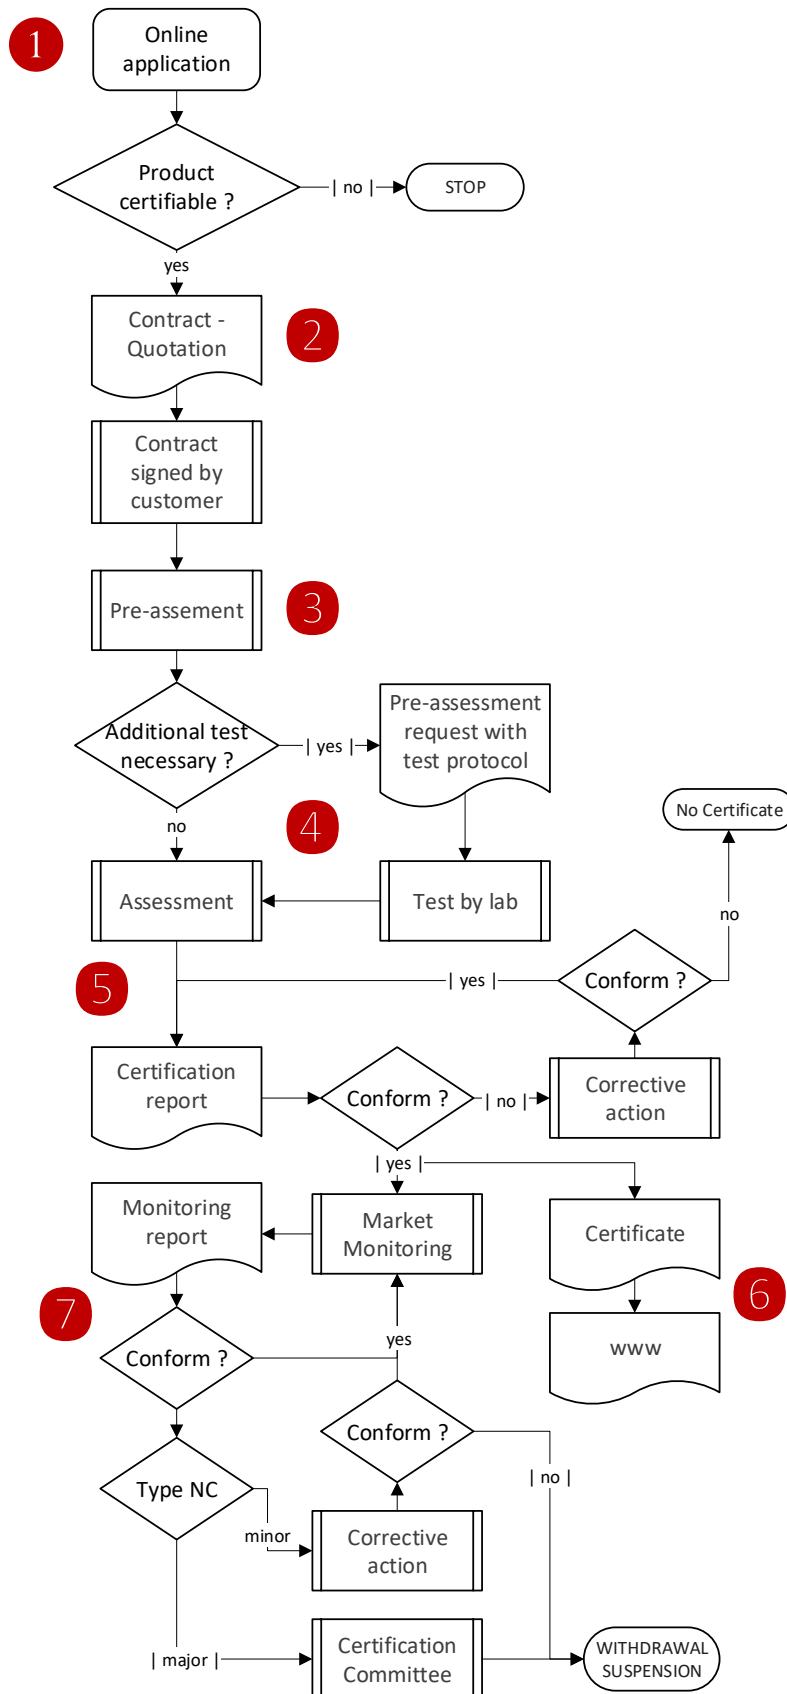 1
Online
application
Product
certifiable ?
| no |
STOP
yes
Contract -
Quotation
2
Contract
signed by
customer
Pre-assement
3
Additional test
necessary ?
| yes |
Pre-assessment
request with
test protocol
no
4
No Certificate
Assessment
Test by lab
no
5
| yes |
Conform ?
Certification
report
Conform ?
| no |
Corrective
action
| yes |
Monitoring
report
Market
Monitoring
Certificate
6
7
yes
www
Conform ?
Conform ?
| no |
Type NC
minor
Corrective
action
| major |
Certification
Committee
WITHDRAWAL
SUSPENSION